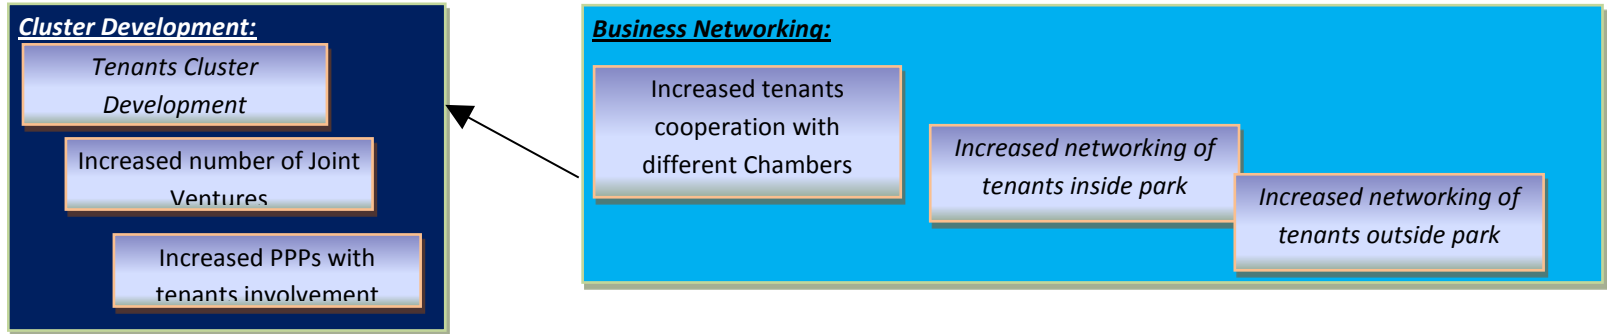 Cluster Development:
Tenants Cluster
Development
Increased number of Joint
Ventures
Increased PPPs with
tenants involvement
Business Networking:
Increased tenants
cooperation with
different Chambers
Increased networking of
tenants inside park
Increased networking of
tenants outside park